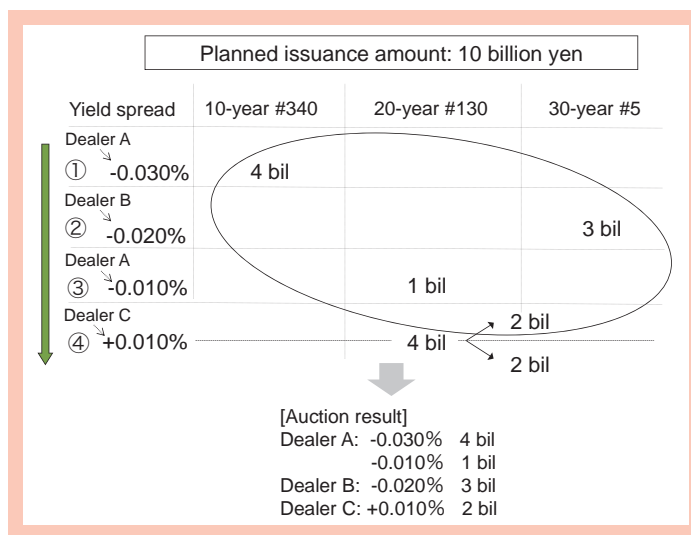 Planned issuance amount: 10 billion yen
Yield spread 10-year #340 20-year #130 30-year #5
Dealer A
① -0.030% 4 bil
Dealer B
② -0.020% 3 bil
Dealer A
③ -0.010% 1 bil
Dealer C
2 bil
④ +0.010% 4 bil
2 bil
[Auction result]
Dealer A: -0.030% 4 bil
-0.010% 1 bil
Dealer B: -0.020% 3 bil
Dealer C: +0.010% 2 bil